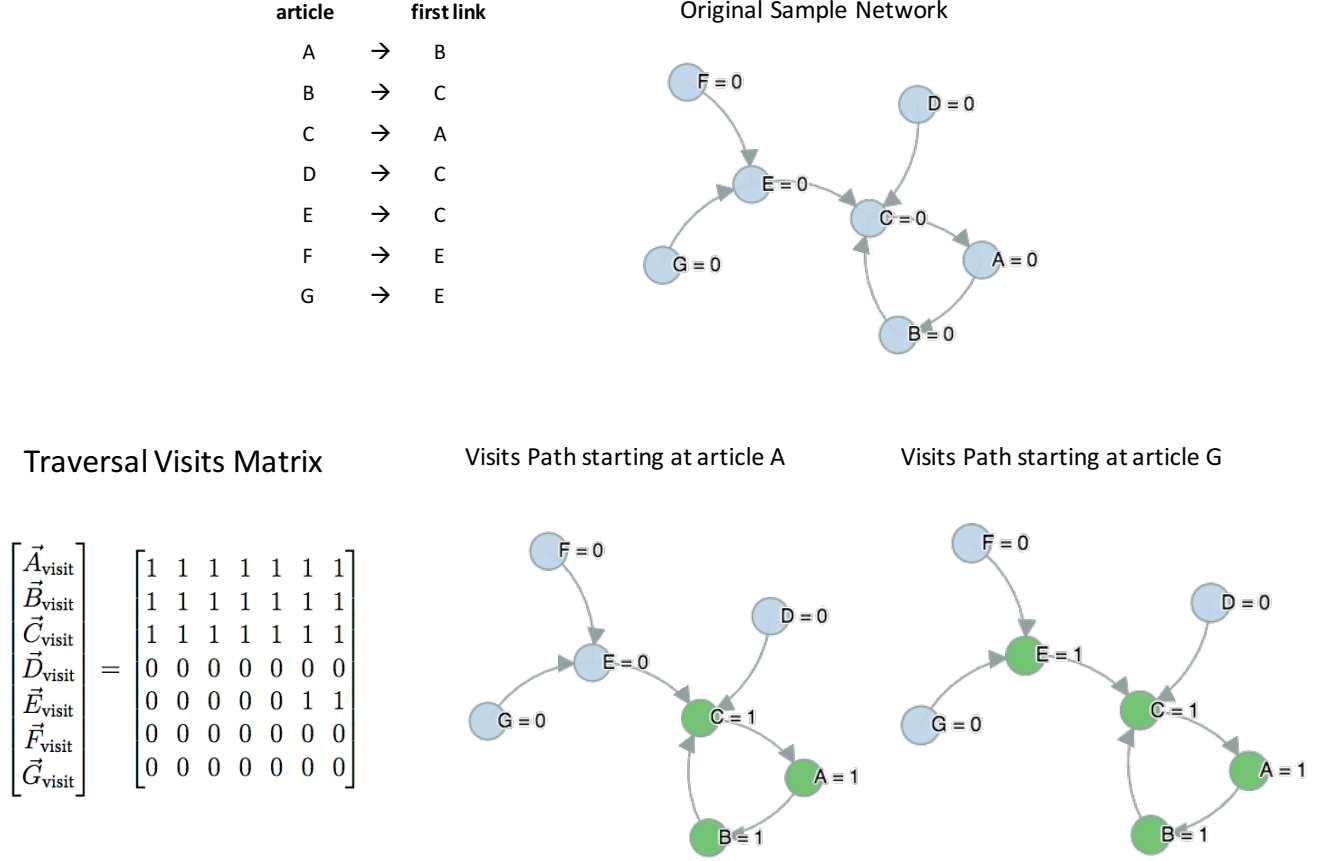 article first link
A → B
B → C
C → A
D → C
E → C
F → E
G → E
Original Sample Network
F = 0
D = 0
E = 0
C = 0
G = 0
A = 0
B = 0
Traversal Visits Matrix
A⃗visit
B⃗visit
C⃗visit
D⃗visit
E⃗visit
F⃗visit
G⃗visit
=
1 1 1 1 1 1 1
1 1 1 1 1 1 1
1 1 1 1 1 1 1
0 0 0 0 0 0 0
0 0 0 0 0 1 1
0 0 0 0 0 0 0
0 0 0 0 0 0 0
Visits Path starting at article A
F = 0
D = 0
E = 0
C = 1
G = 0
A = 1
B = 1
Visits Path starting at article G
F = 0
D = 0
E = 1
C = 1
G = 0
A = 1
B = 1